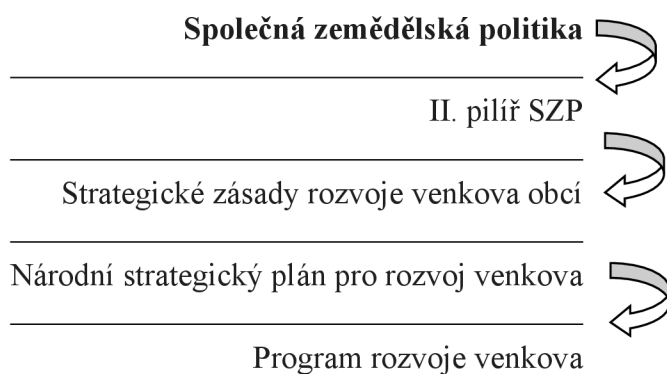 Společná zemědělská politika
II. pilíř SZP
Strategické zásady rozvoje venkova obcí
Národní strategický plán pro rozvoj venkova
Program rozvoje venkova